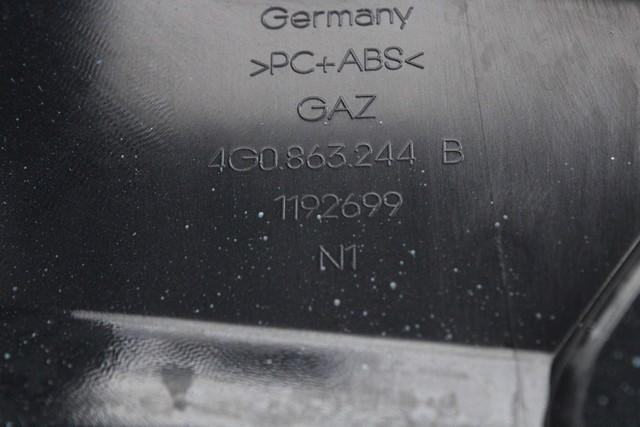 Germany
>PC+ABS<
GAZ
4G0.863.244 B
1192699
N1